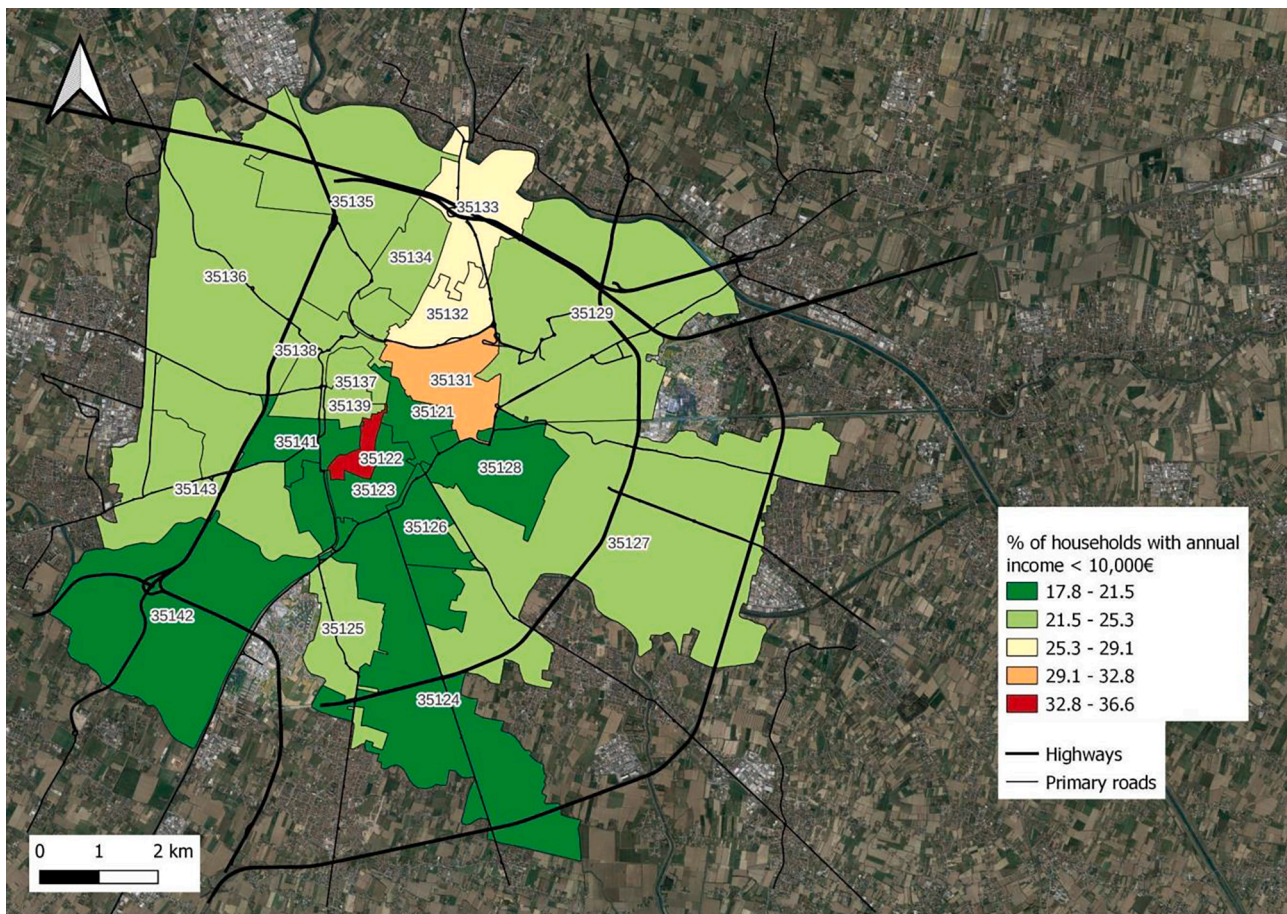 35133
35135
35134
35136
35132
35129
35138
35137
35131
35139
35121
35141
35122
35128
35143
35123
35126
35127
35142
35125
35124
% of households with annual
income < 10,000€
17.8 - 21.5
21.5 - 25.3
25.3 - 29.1
29.1 - 32.8
32.8 - 36.6
Highways
Primary roads
0 1 2 km